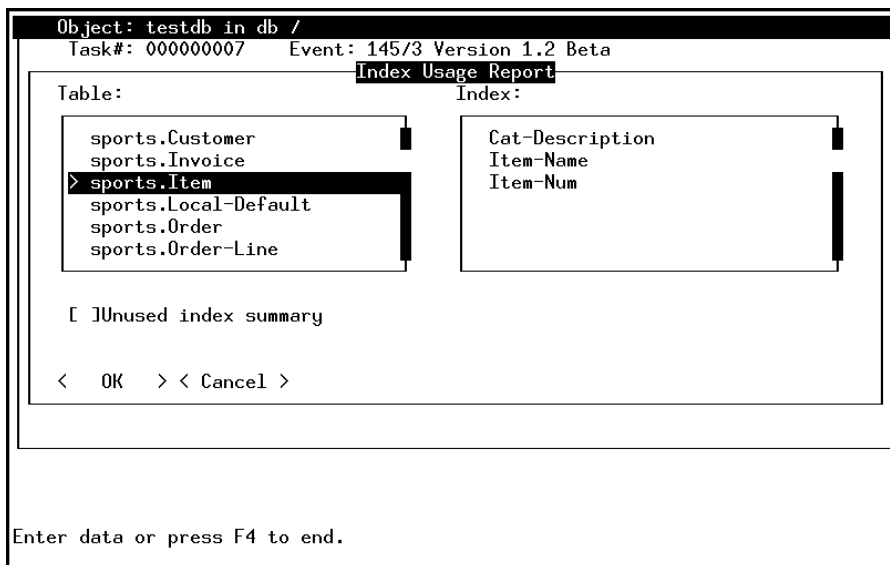 Object: testdb in db /
Task#: 000000007 Event: 145/3 Version 1.2 Beta
Index Usage Report
Table: Index:
sports.Customer Cat-Description
sports.Invoice Item-Name
> sports.Item Item-Num
sports.Local-Default
sports.Order
sports.Order-Line
[ ]Unused index summary
< OK > < Cancel >
Enter data or press F4 to end.